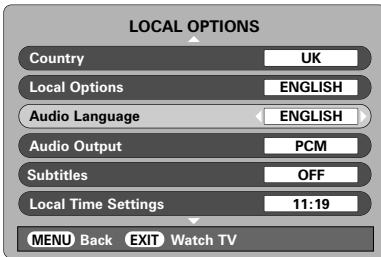 LOCAL OPTIONS
Country UK
Local Options ENGLISH
Audio Language ENGLISH
Audio Output PCM
Subtitles OFF
Local Time Settings 11:19
MENU Back EXIT Watch TV